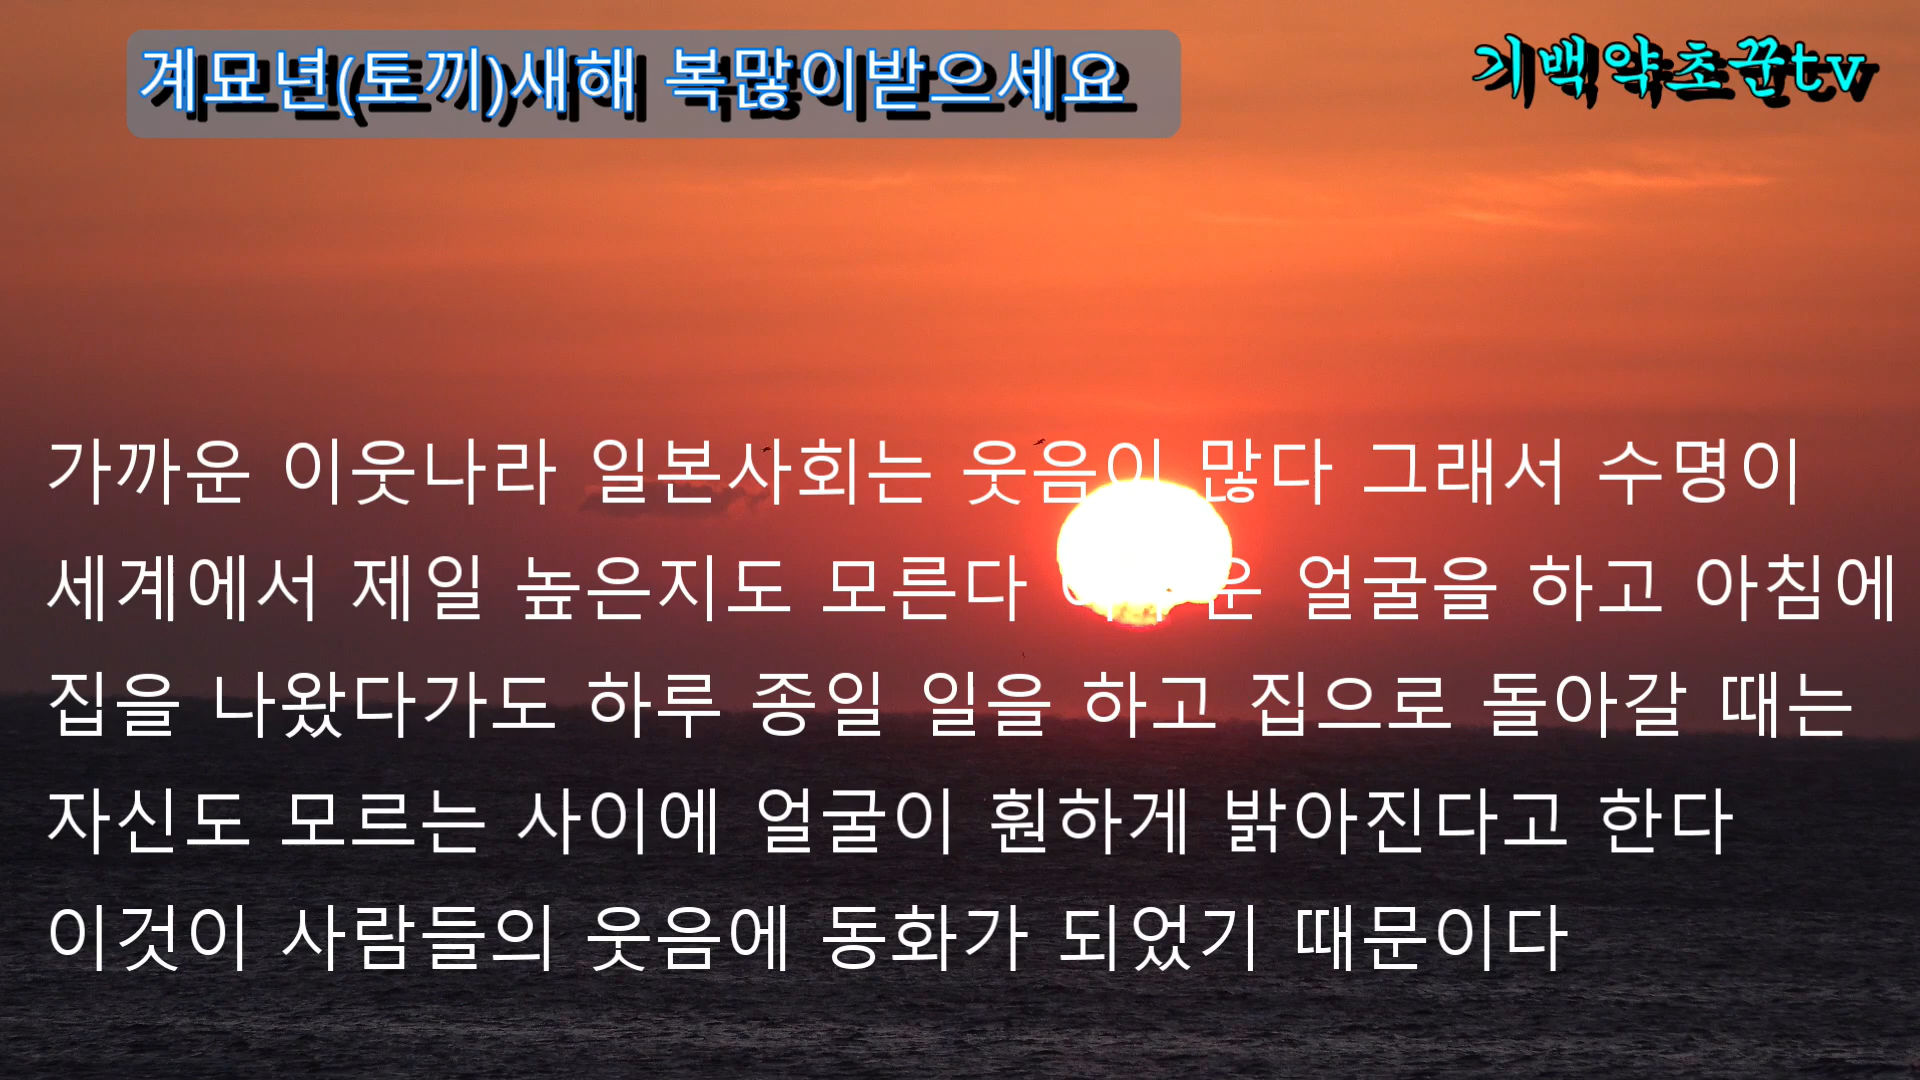 계묘년(토끼)새해 복많이받으세요
기백약초꾼tv
가까운 이웃나라 일본사회는 웃음이 많다 그래서 수명이
세계에서 제일 높은지도 모른다 얼굴을 하고 아침에
집을 나왔다가도 하루 종일 일을 하고 집으로 돌아갈 때는
자신도 모르는 사이에 얼굴이 훤하게 밝아진다고 한다
이것이 사람들의 웃음에 동화가 되었기 때문이다